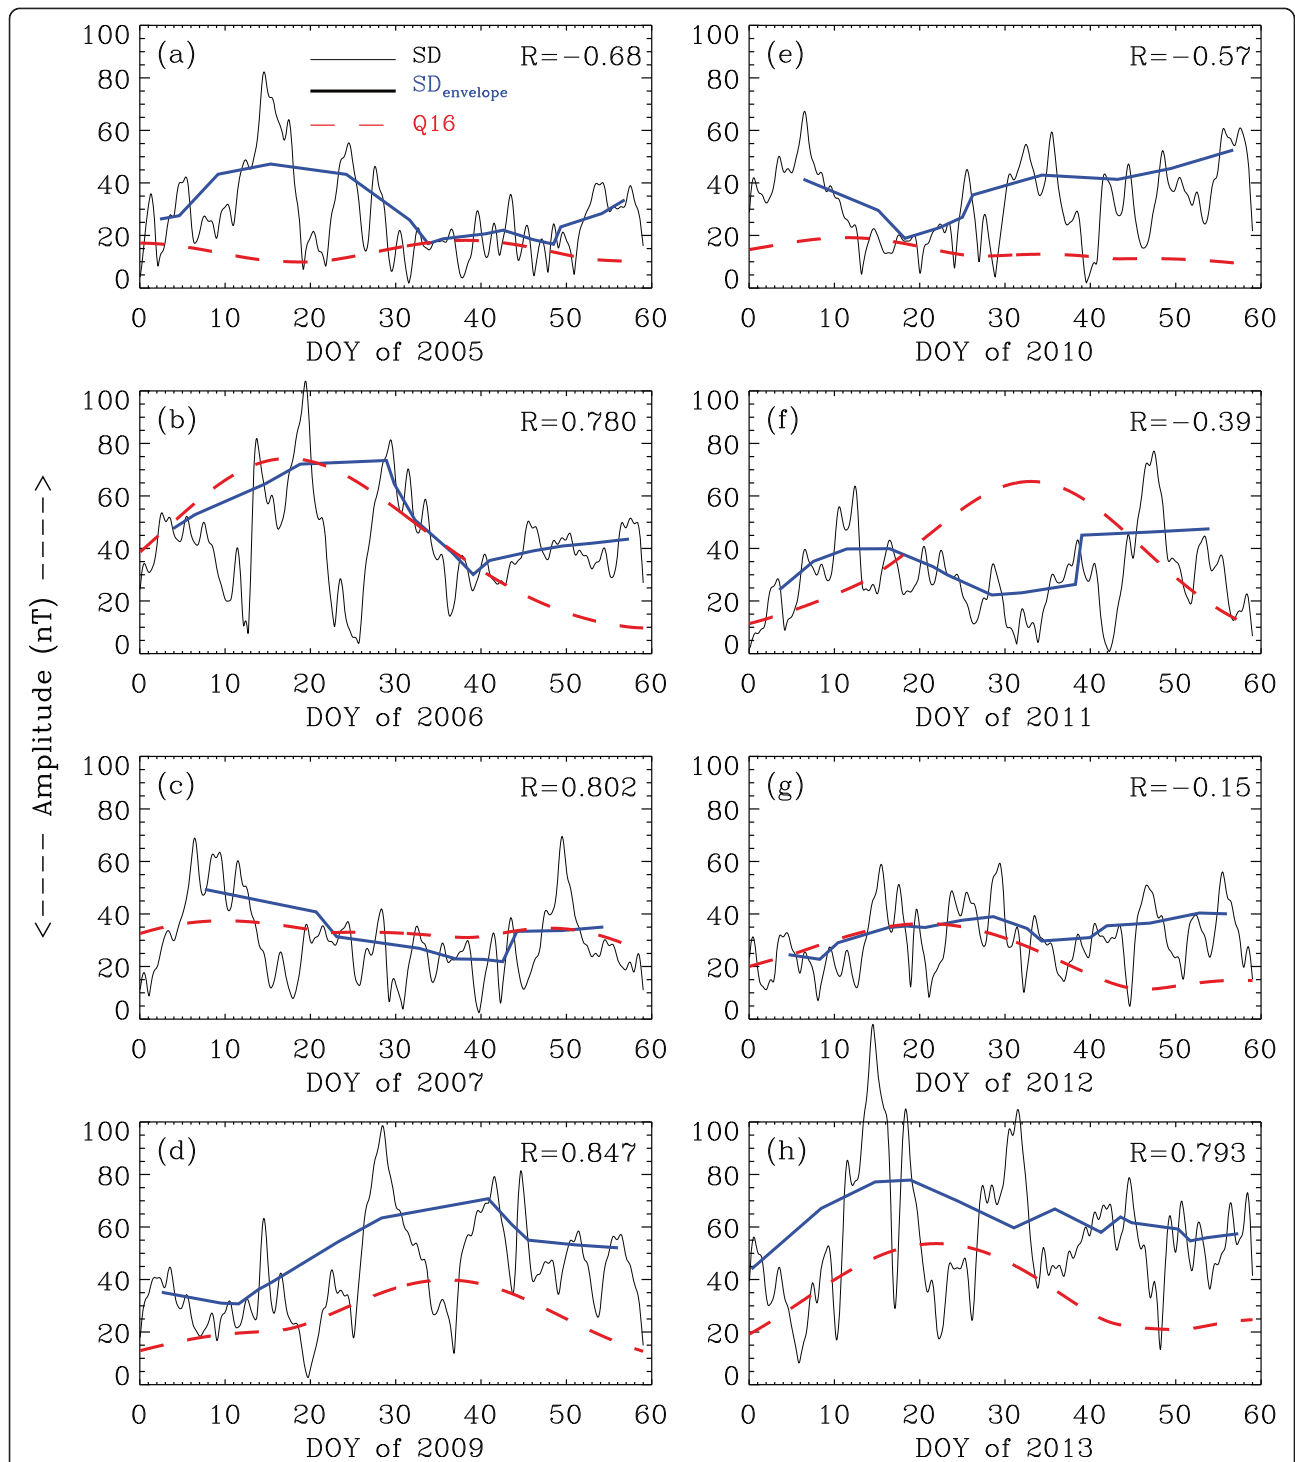 <---- Amplitude (nT) ---->
(a)
SD
SDenvelope
Q16
R=-0.68
100
80
60
40
20
0
0 10 20 30 40 50 60
DOY of 2005
(b)
R=0.780
100
80
60
40
20
0
0 10 20 30 40 50 60
DOY of 2006
(c)
R=0.802
100
80
60
40
20
0
0 10 20 30 40 50 60
DOY of 2007
(d)
R=0.847
100
80
60
40
20
0
0 10 20 30 40 50 60
DOY of 2009
(e)
R=-0.57
100
80
60
40
20
0
0 10 20 30 40 50 60
DOY of 2010
(f)
R=-0.39
100
80
60
40
20
0
0 10 20 30 40 50 60
DOY of 2011
(g)
R=-0.15
100
80
60
40
20
0
0 10 20 30 40 50 60
DOY of 2012
(h)
R=0.793
100
80
60
40
20
0
0 10 20 30 40 50 60
DOY of 2013